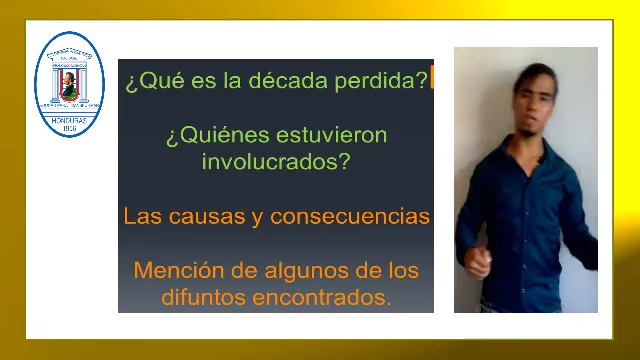 ¿Qué es la década perdida?
¿Quiénes estuvieron
involucrados?
Las causas y consecuencias
Mención de algunos de los
difuntos encontrados.
HONDURAS
1956